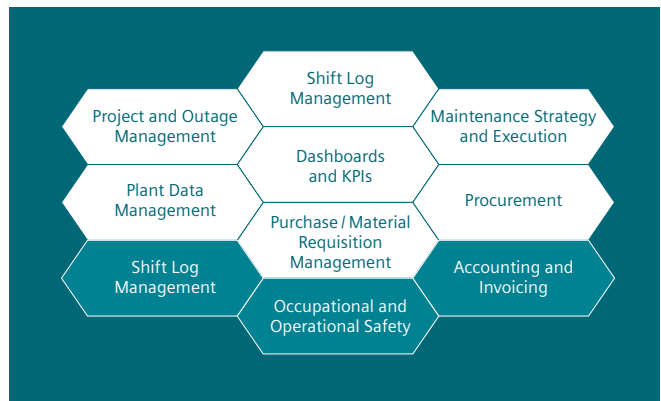 Shift Log
Management
Project and Outage
Management
Maintenance Strategy
and Execution
Dashboards
and KPIs
Plant Data
Management
Procurement
Purchase / Material
Requisition
Management
Shift Log
Management
Accounting and
Invoicing
Occupational and
Operational Safety